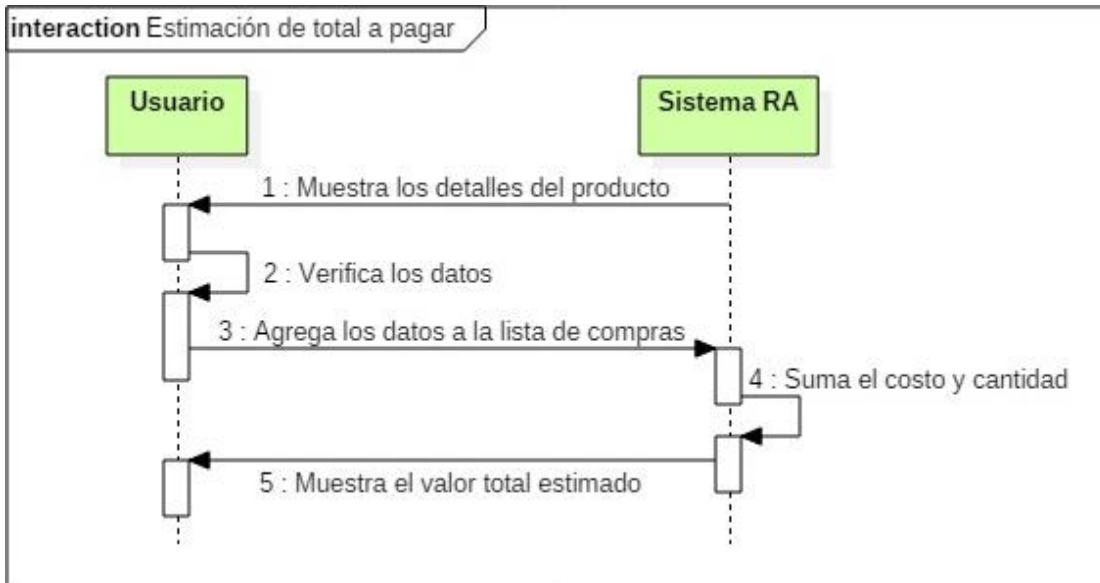 interaction Estimación de total a pagar
Usuario
Sistema RA
1 : Muestra los detalles del producto
2 : Verifica los datos
3 : Agrega los datos a la lista de compras
4 : Suma el costo y cantidad
5 : Muestra el valor total estimado